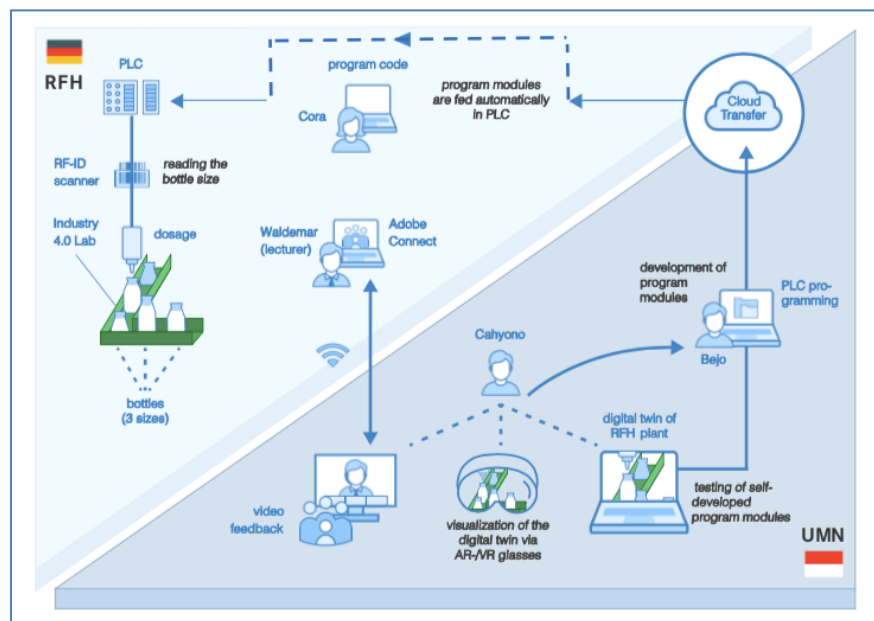 RFH
PLC
program code
program modules
are fed automatically
in PLC
Cloud
Transfer
Cora
RF-ID
scanner
reading the
bottle size
Industry
4.0 Lab
dosage
Waldemar
(lecturer)
Adobe
Connect
development of
program
modules
PLC pro-
gramming
Bejo
Cahyono
bottles
(3 sizes)
digital twin of
RFH plant
video
feedback
visualization of the
digital twin via
AR-/VR glasses
testing of self-
developed
program modules
UMN